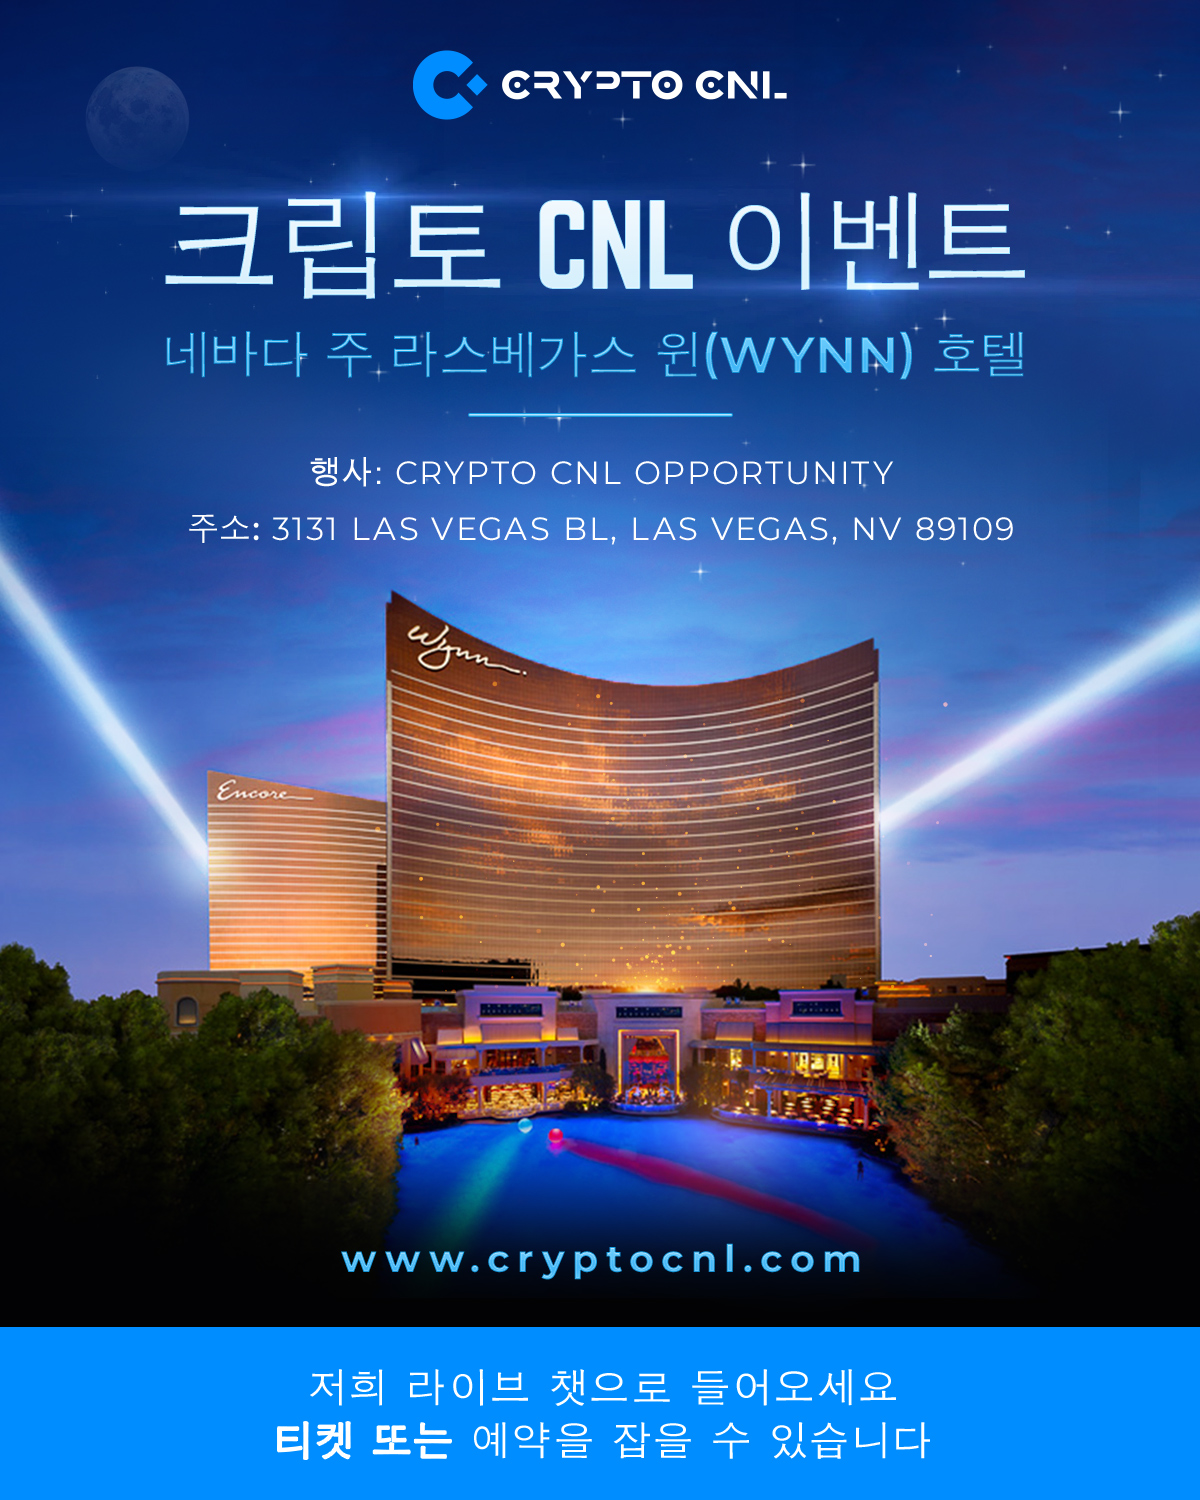 CRYPTO CNL
크립토 CNL 이벤트
네바다 주 라스베가스 윈(WYNN) 호텔
행사: CRYPTO CNL OPPORTUNITY
주소: 3131 LAS VEGAS BL, LAS VEGAS, NV 89109
Wynn.
Encore
www.cryptocnl.com
저희 라이브 챗으로 들어오세요
티켓 또는 예약을 잡을 수 있습니다